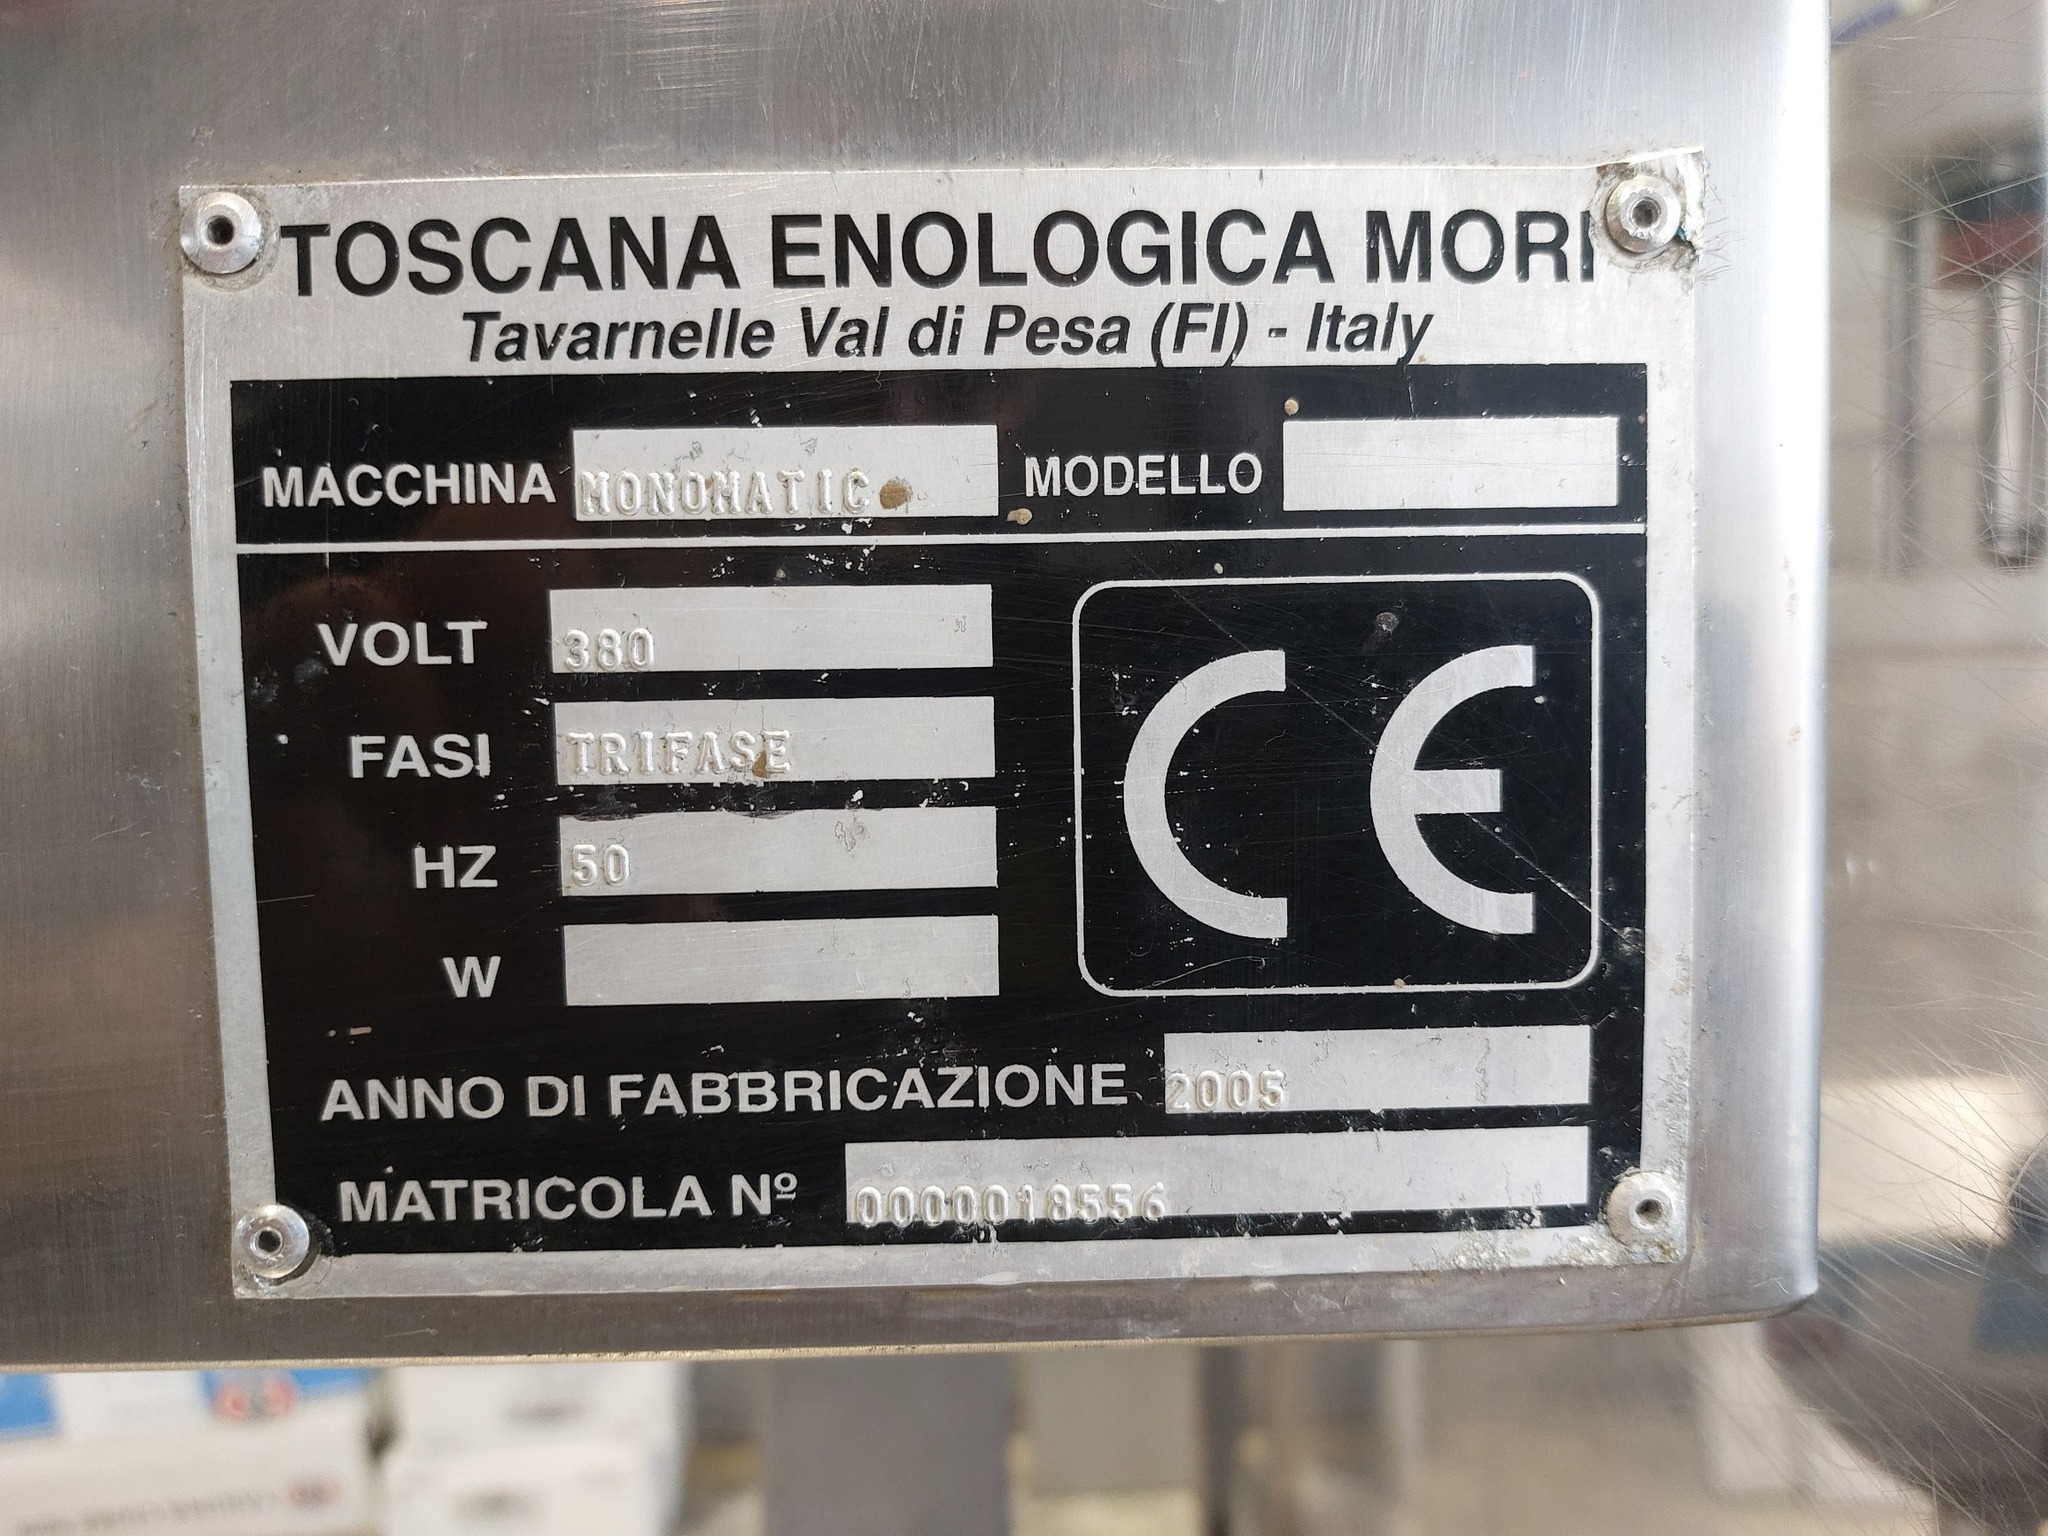 TOSCANA ENOLOGICA MORI
Tavarnelle Val di Pesa (FI) - Italy
MACCHINA MONOMATIC MODELLO
VOLT 380
FASI TRIFASE
HZ 50
W
CE
ANNO DI FABBRICAZIONE 2005
MATRICOLA Nº 0000018556